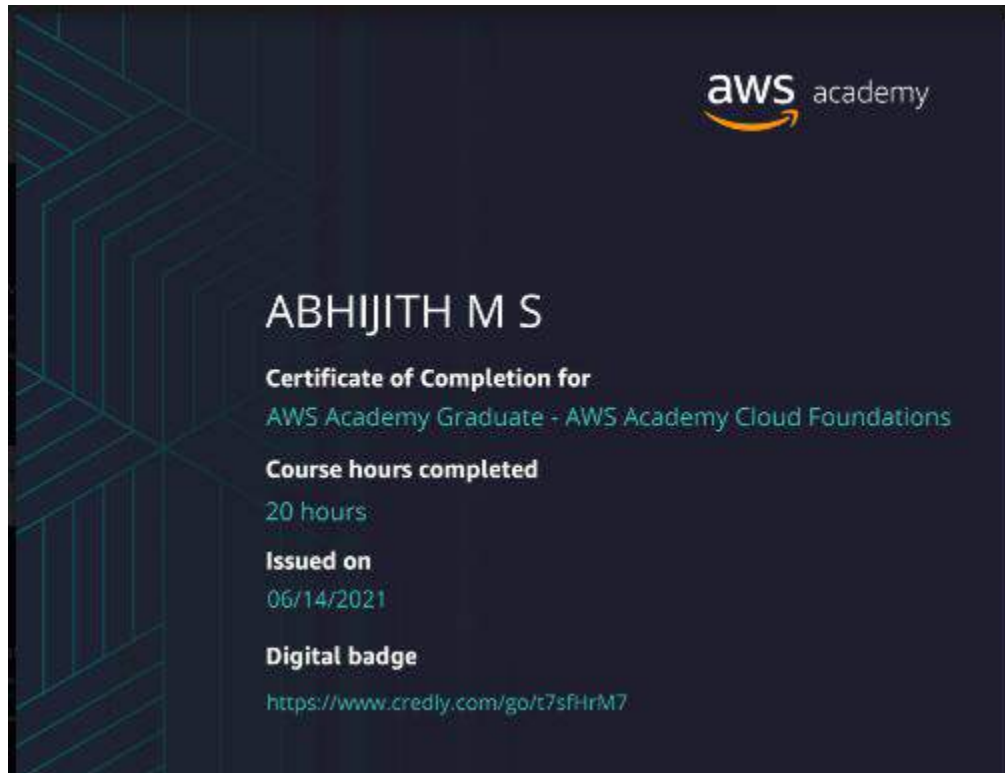 aws academy
ABHIJITH M S
Certificate of Completion for
AWS Academy Graduate - AWS Academy Cloud Foundations
Course hours completed
20 hours
Issued on
06/14/2021
Digital badge
https://www.credly.com/go/t7sfHrM7